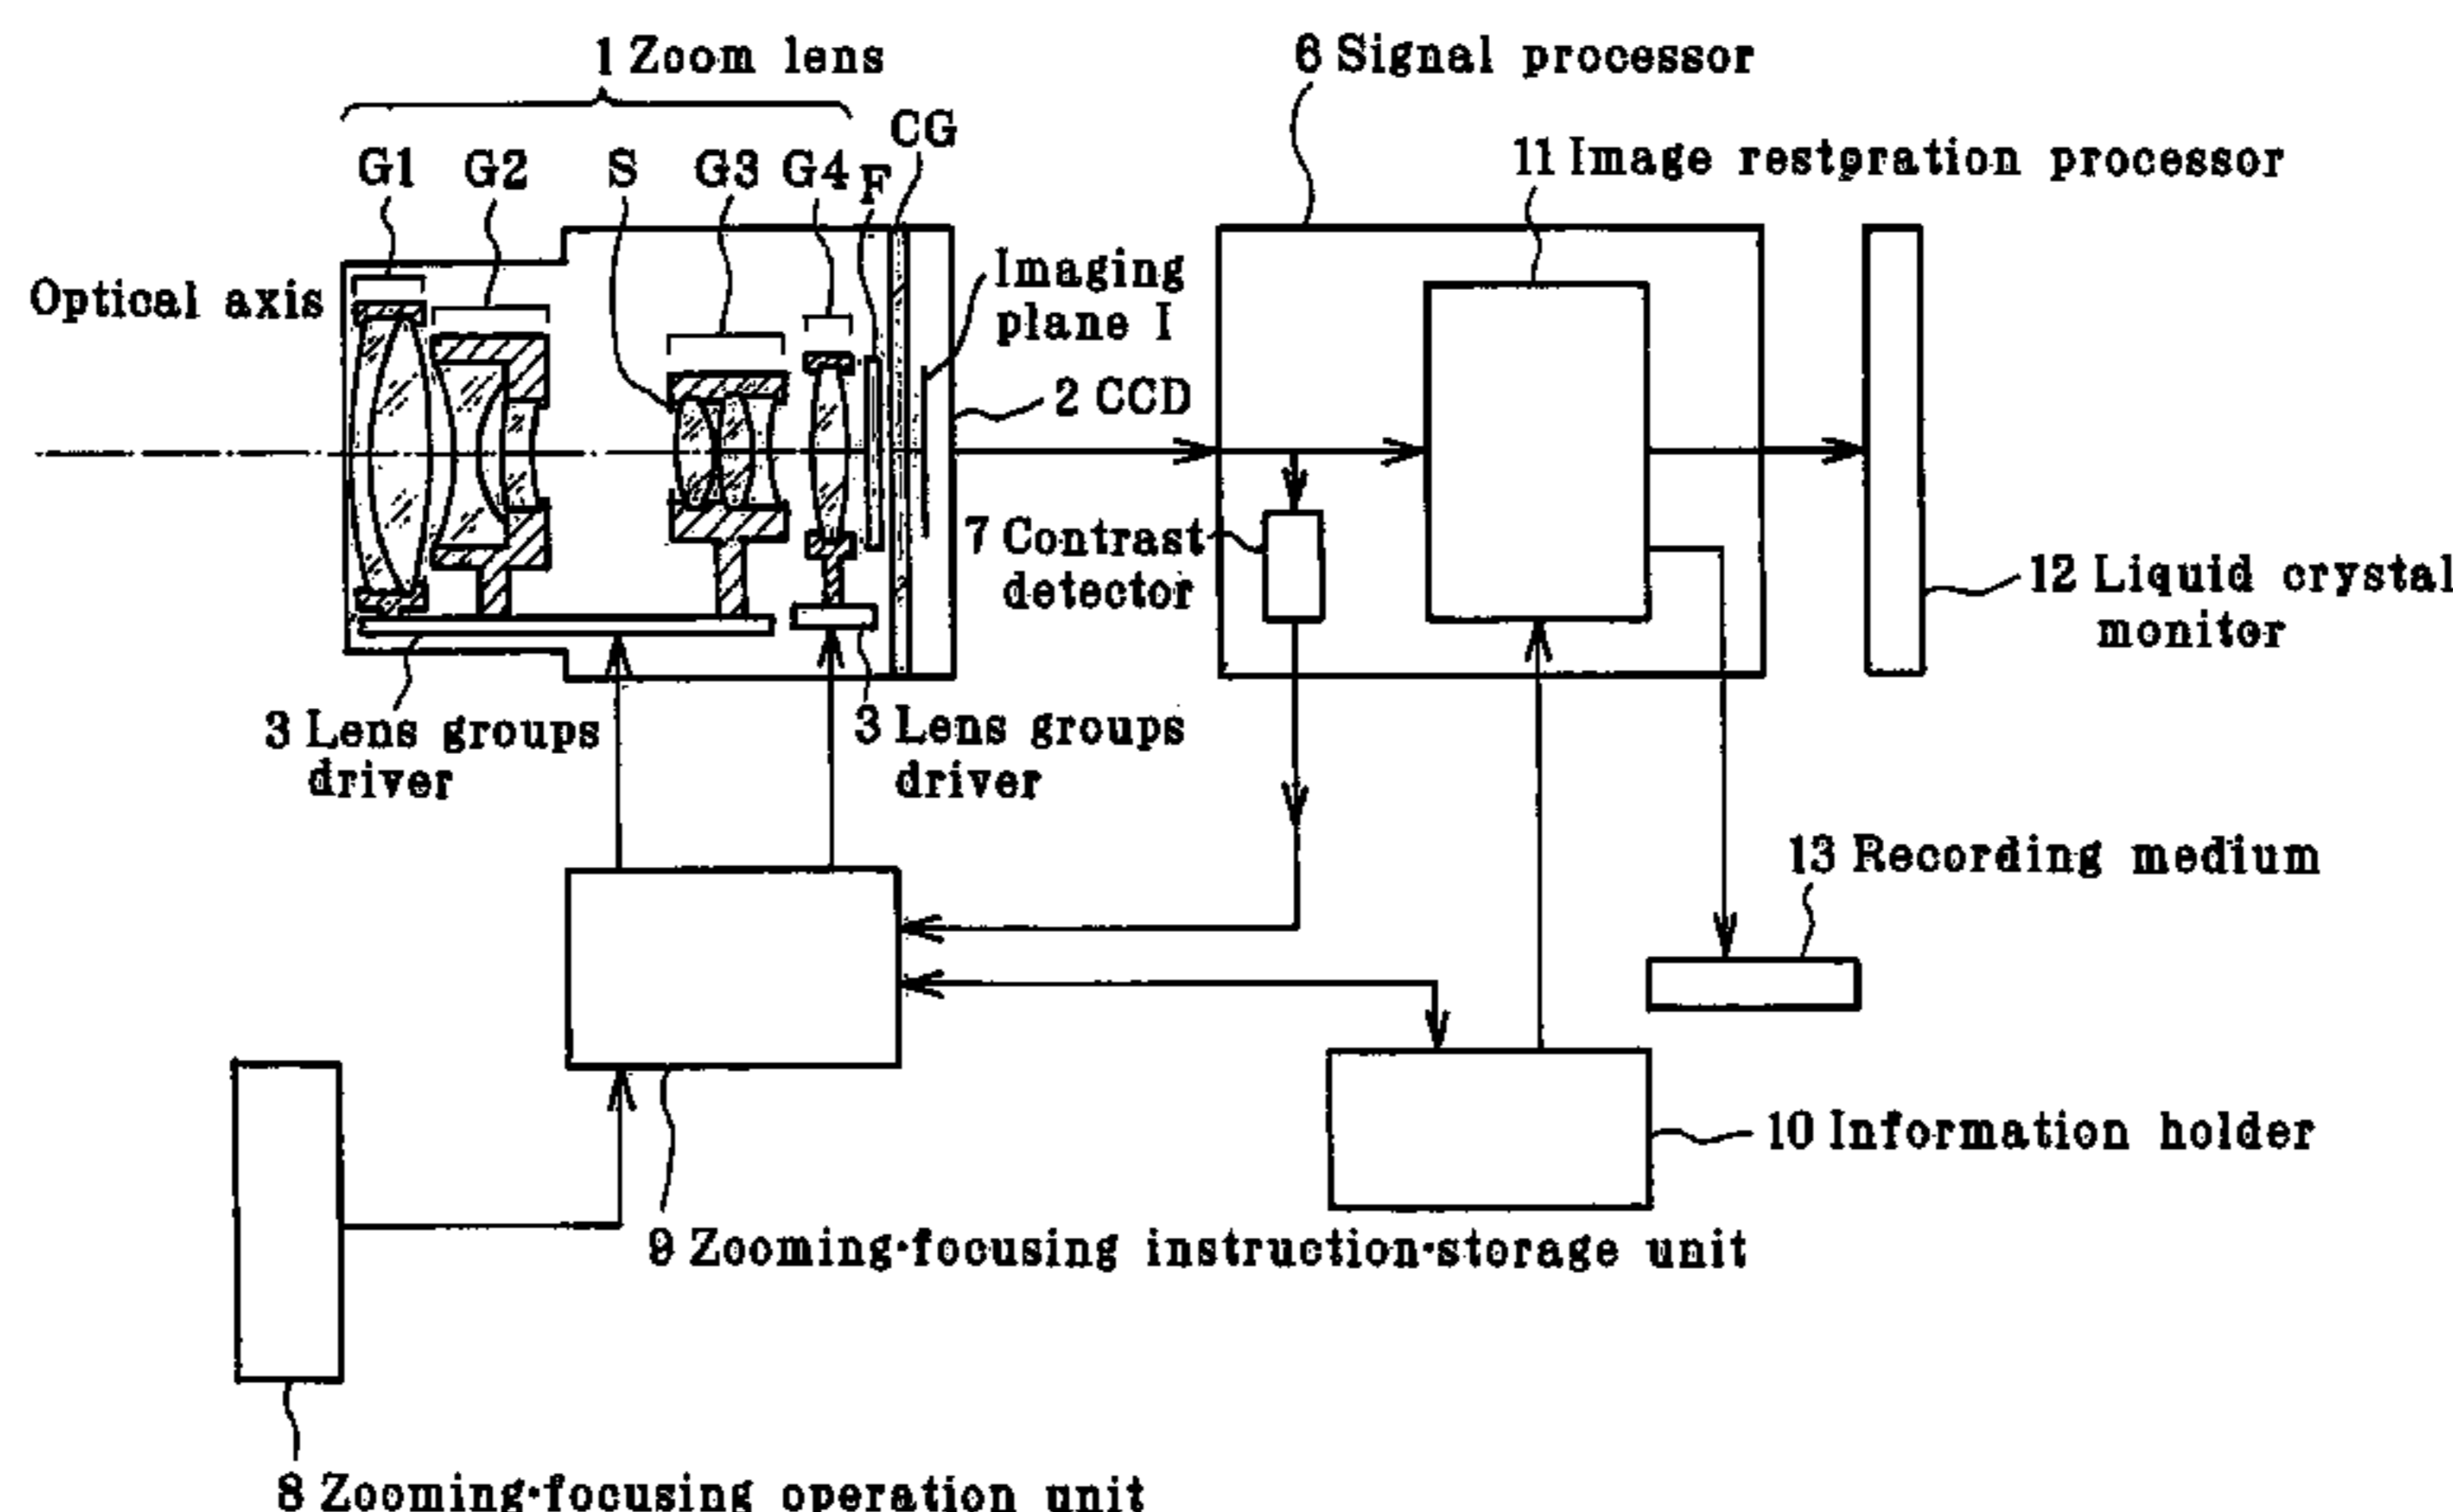 1 Zoom lens
6 Signal processor
CG
11 Image restoration processor
G1
G2
S
G3
G4
F
Optical axis
Imaging
plane I
2 CCD
7 Contrast
detector
12 Liquid crystal
monitor
3 Lens groups
driver
3 Lens groups
driver
13 Recording medium
10 Information holder
9 Zooming·focusing instruction·storage unit
8 Zooming·focusing operation unit